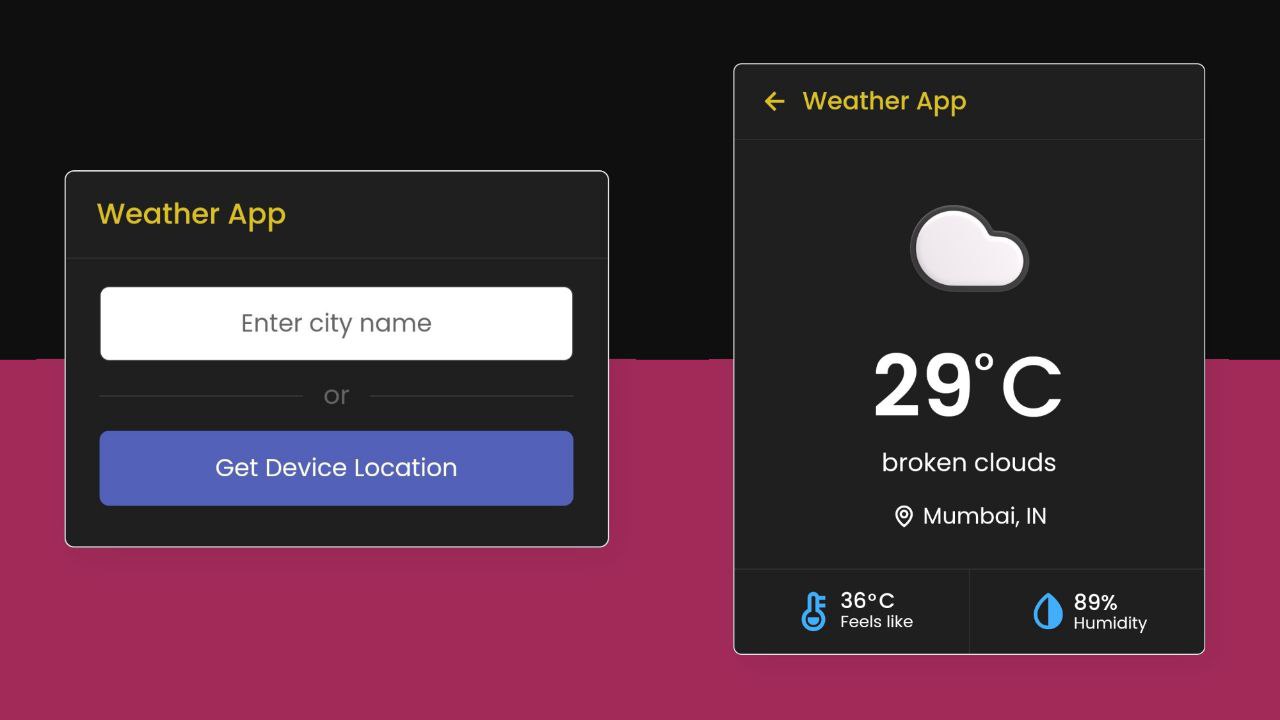 Weather App
Enter city name
or
Get Device Location
Weather App
29°C
broken clouds
Mumbai, IN
36°C
Feels like
89%
Humidity